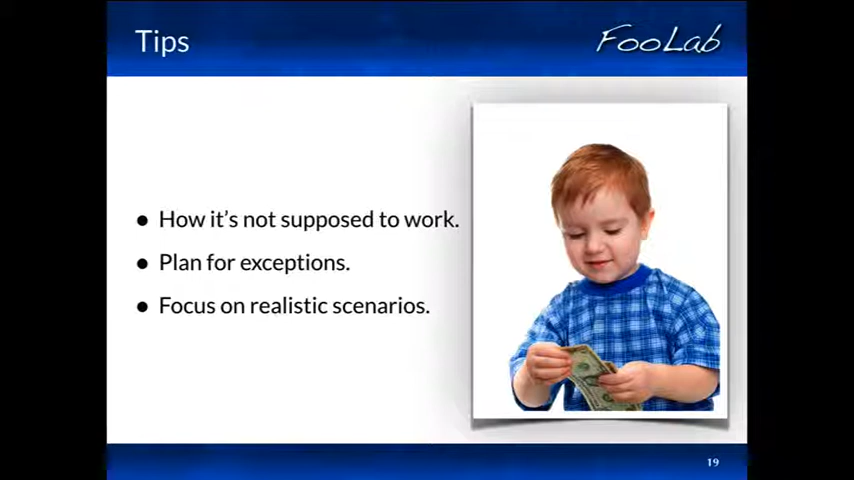 Tips
FooLab
● How it's not supposed to work.
● Plan for exceptions.
● Focus on realistic scenarios.
19